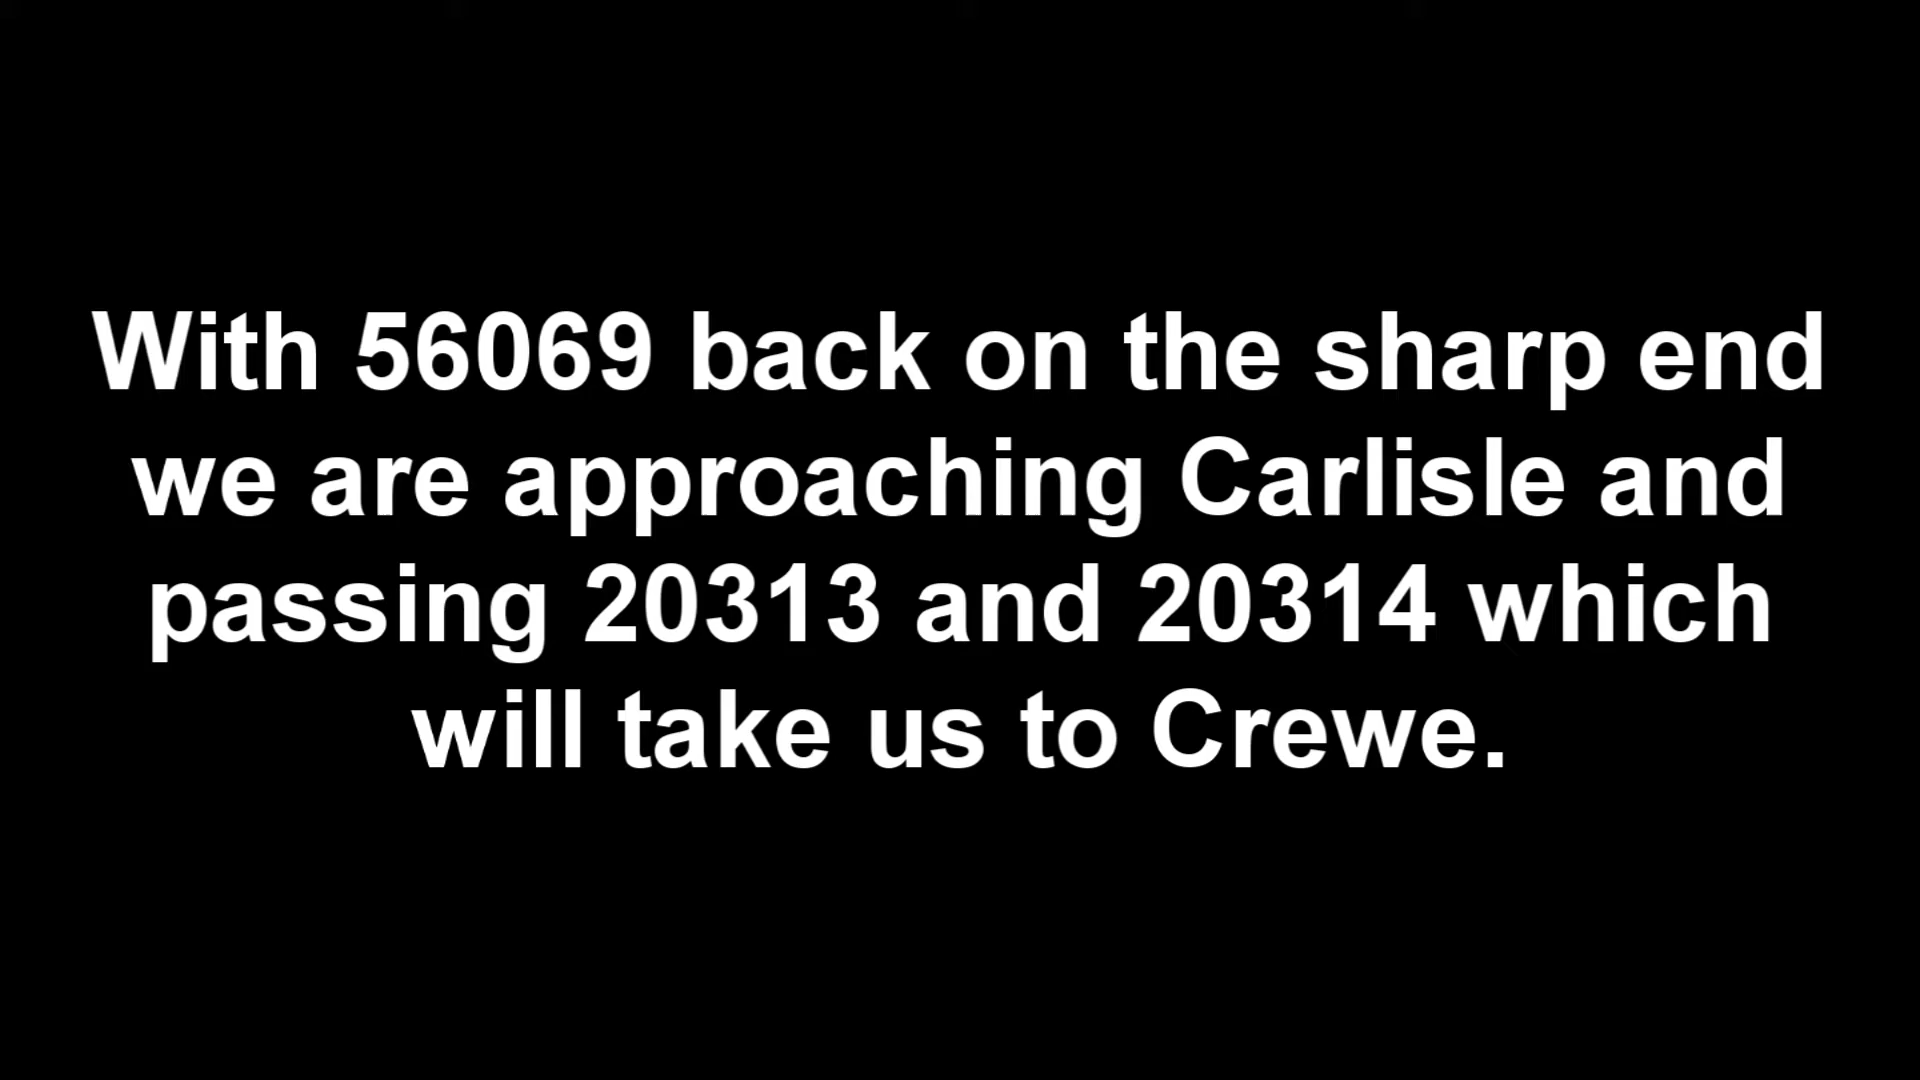 With 56069 back on the sharp end
we are approaching Carlisle and
passing 20313 and 20314 which
will take us to Crewe.